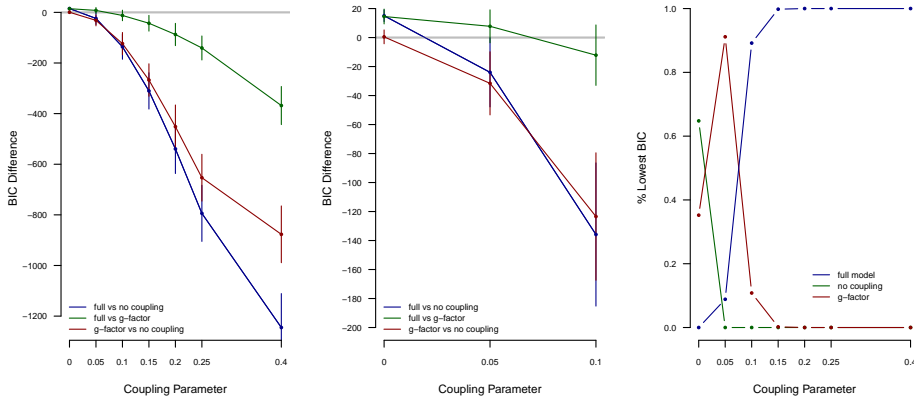 BIC Difference
0
−200
−400
−600
−800
−1000
−1200
full vs no coupling
full vs g−factor
g−factor vs no coupling
0 0.05 0.1 0.15 0.2 0.25 0.4
Coupling Parameter
BIC Difference
20
0
−20
−40
−60
−80
−100
−120
−140
−160
−180
−200
full vs no coupling
full vs g−factor
g−factor vs no coupling
0 0.05 0.1
Coupling Parameter
% Lowest BIC
1.0
0.8
0.6
0.4
0.2
0.0
full model
no coupling
g−factor
0 0.05 0.1 0.15 0.2 0.25 0.4
Coupling Parameter